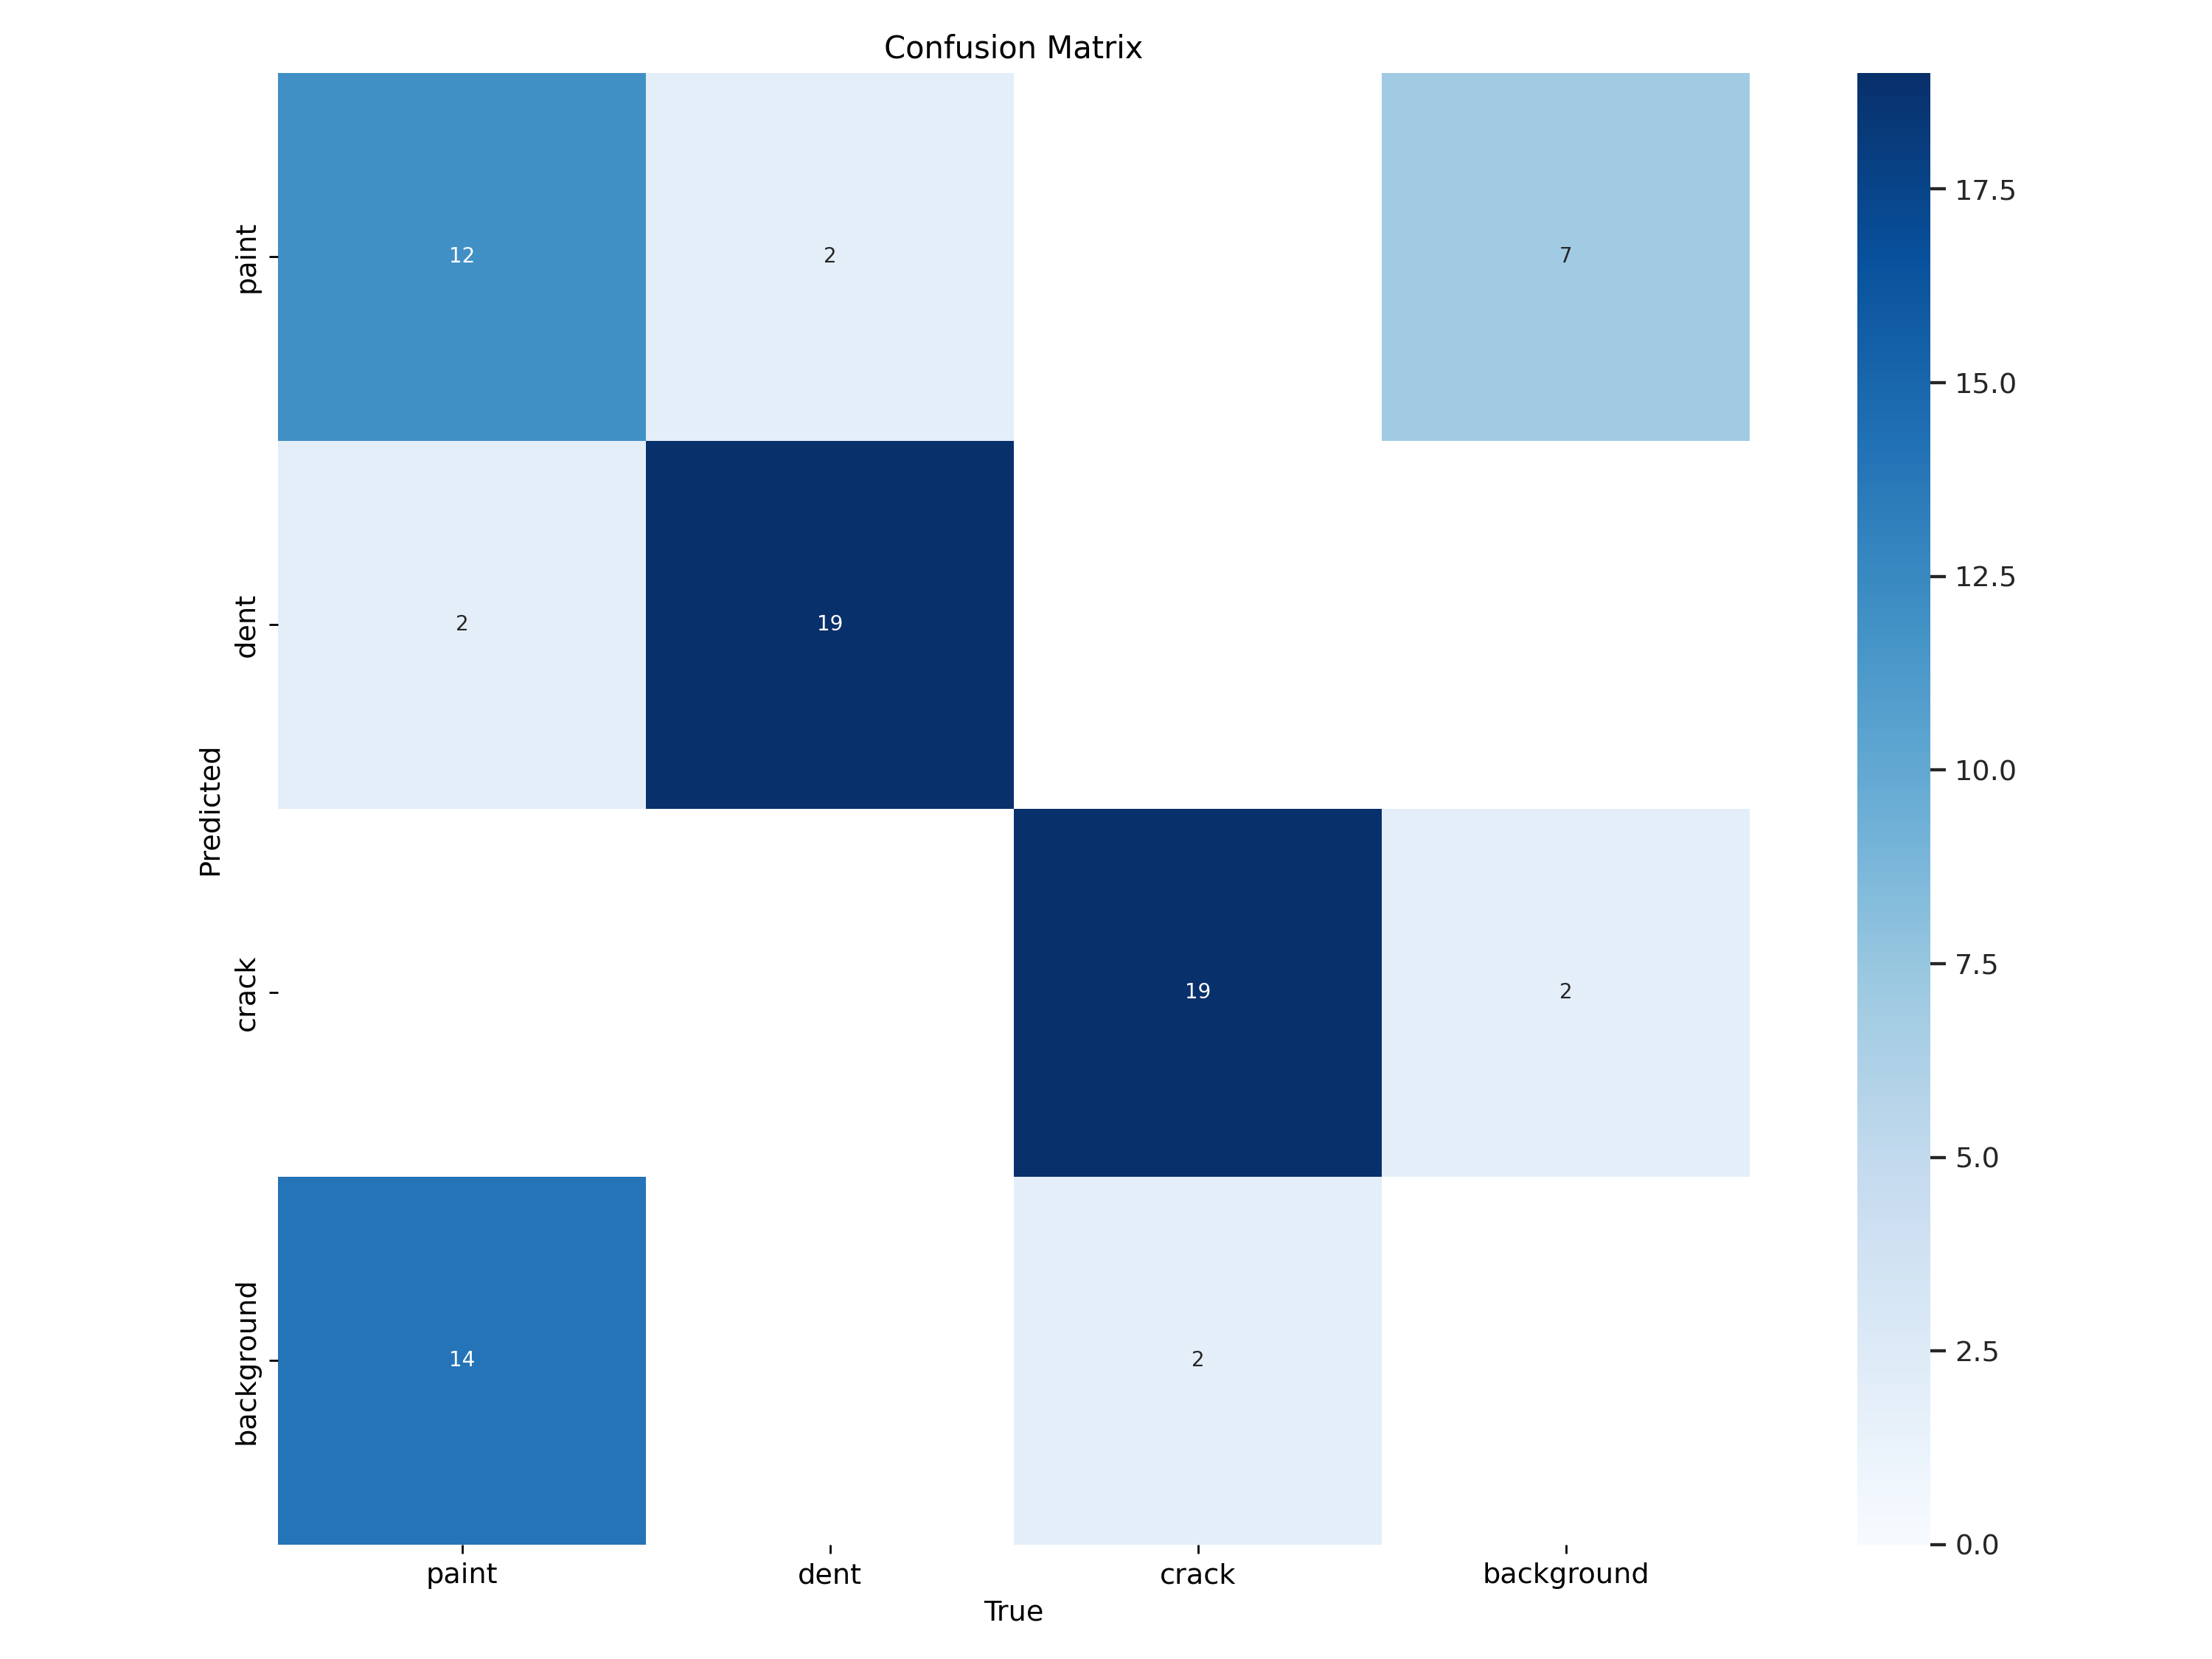 Confusion Matrix
paint
12
2
7
dent
2
19
crack
19
2
background
14
2
Predicted
paint
dent
crack
background
True
17.5
15.0
12.5
10.0
7.5
5.0
2.5
0.0